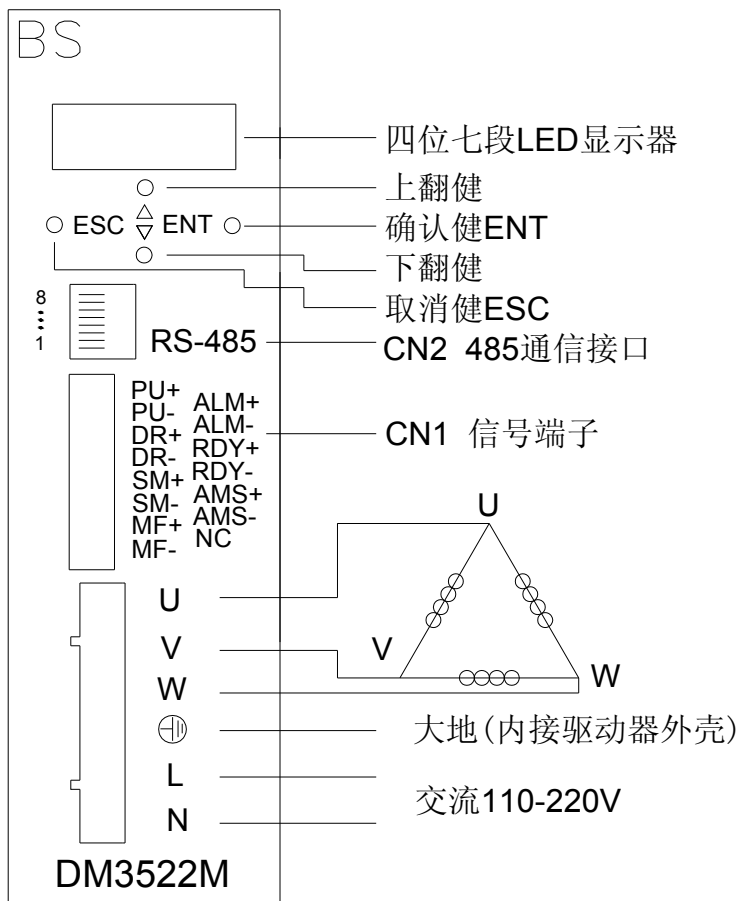 BS
四位七段LED显示器
上翻健
ESC ENT
确认健ENT
下翻健
取消健ESC
8
1
RS-485
CN2 485通信接口
PU+
PU-
DR+
DR-
SM+
SM-
MF+
MF-
ALM+
ALM-
RDY+
RDY-
AMS+
AMS-
NC
CN1 信号端子
U
V
W
L
N
U
V
W
大地(内接驱动器外壳)
交流110-220V
DM3522M